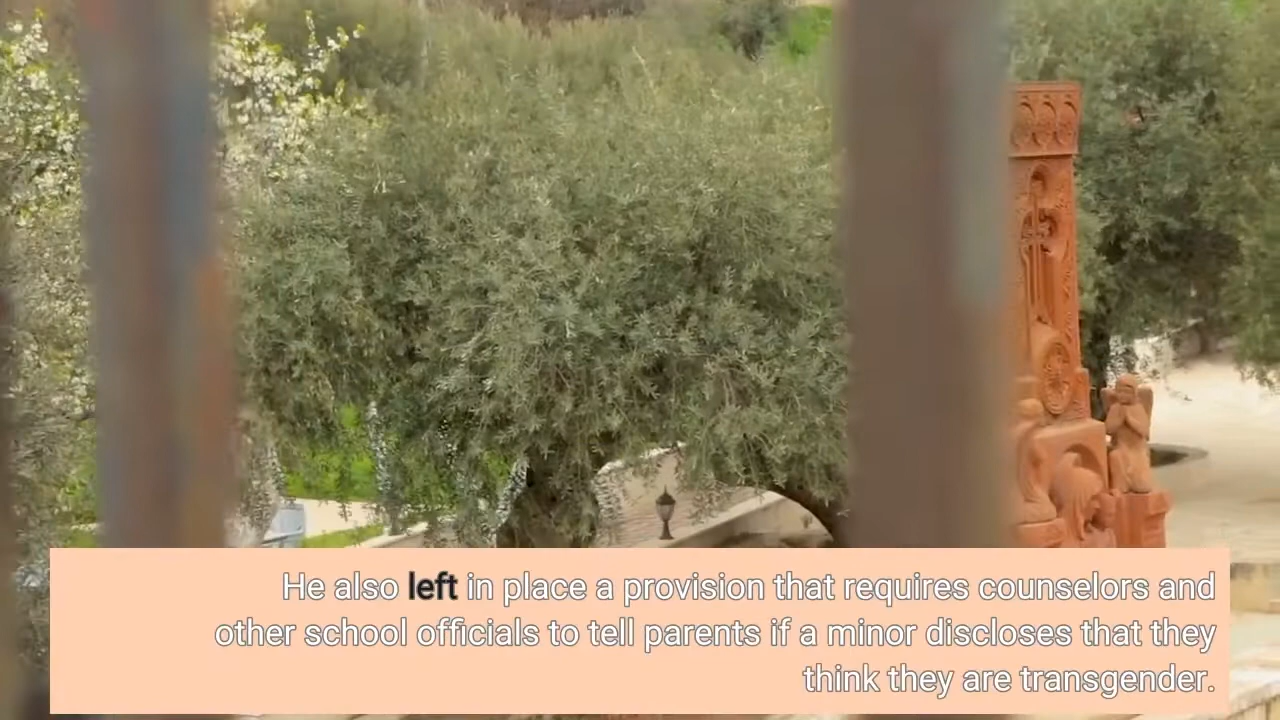 He also left in place a provision that requires counselors and
other school officials to tell parents if a minor discloses that they
think they are transgender.